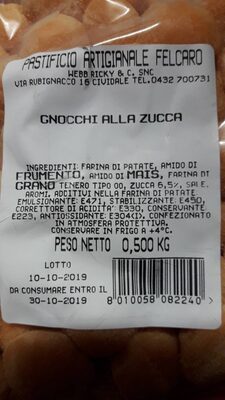 PASTIFICIO ARTIGIANALE FELCARO
WEBB RICKY & C. SNC
VIA RUBIGNACCO 16 CIVIDALE TEL.0432 700731
GNOCCHI ALLA ZUCCA
INGREDIENTI: FARINA DI PATATE, AMIDO DI
FRUMENTO, AMIDO DI MAIS, FARINA DI
GRANO TENERO TIPO 00, ZUCCA 6,5%, SALE,
AROMI. ADDITIVI NELLA FARINA DI PATATE
EMULSIONANTE: E471, STABILIZZANTE: E450,
CORRETTORE DI ACIDITA' E330, CONSERVANTE:
E223, ANTIOSSIDANTE: E304(I). CONFEZIONATO
IN ATMOSFERA PROTETTIVA.
CONSERVARE IN FRIGO A +4°C.
PESO NETTO 0,500 KG
LOTTO
10-10-2019
DA CONSUMARE ENTRO IL
30-10-2019
8 010058 082240 >